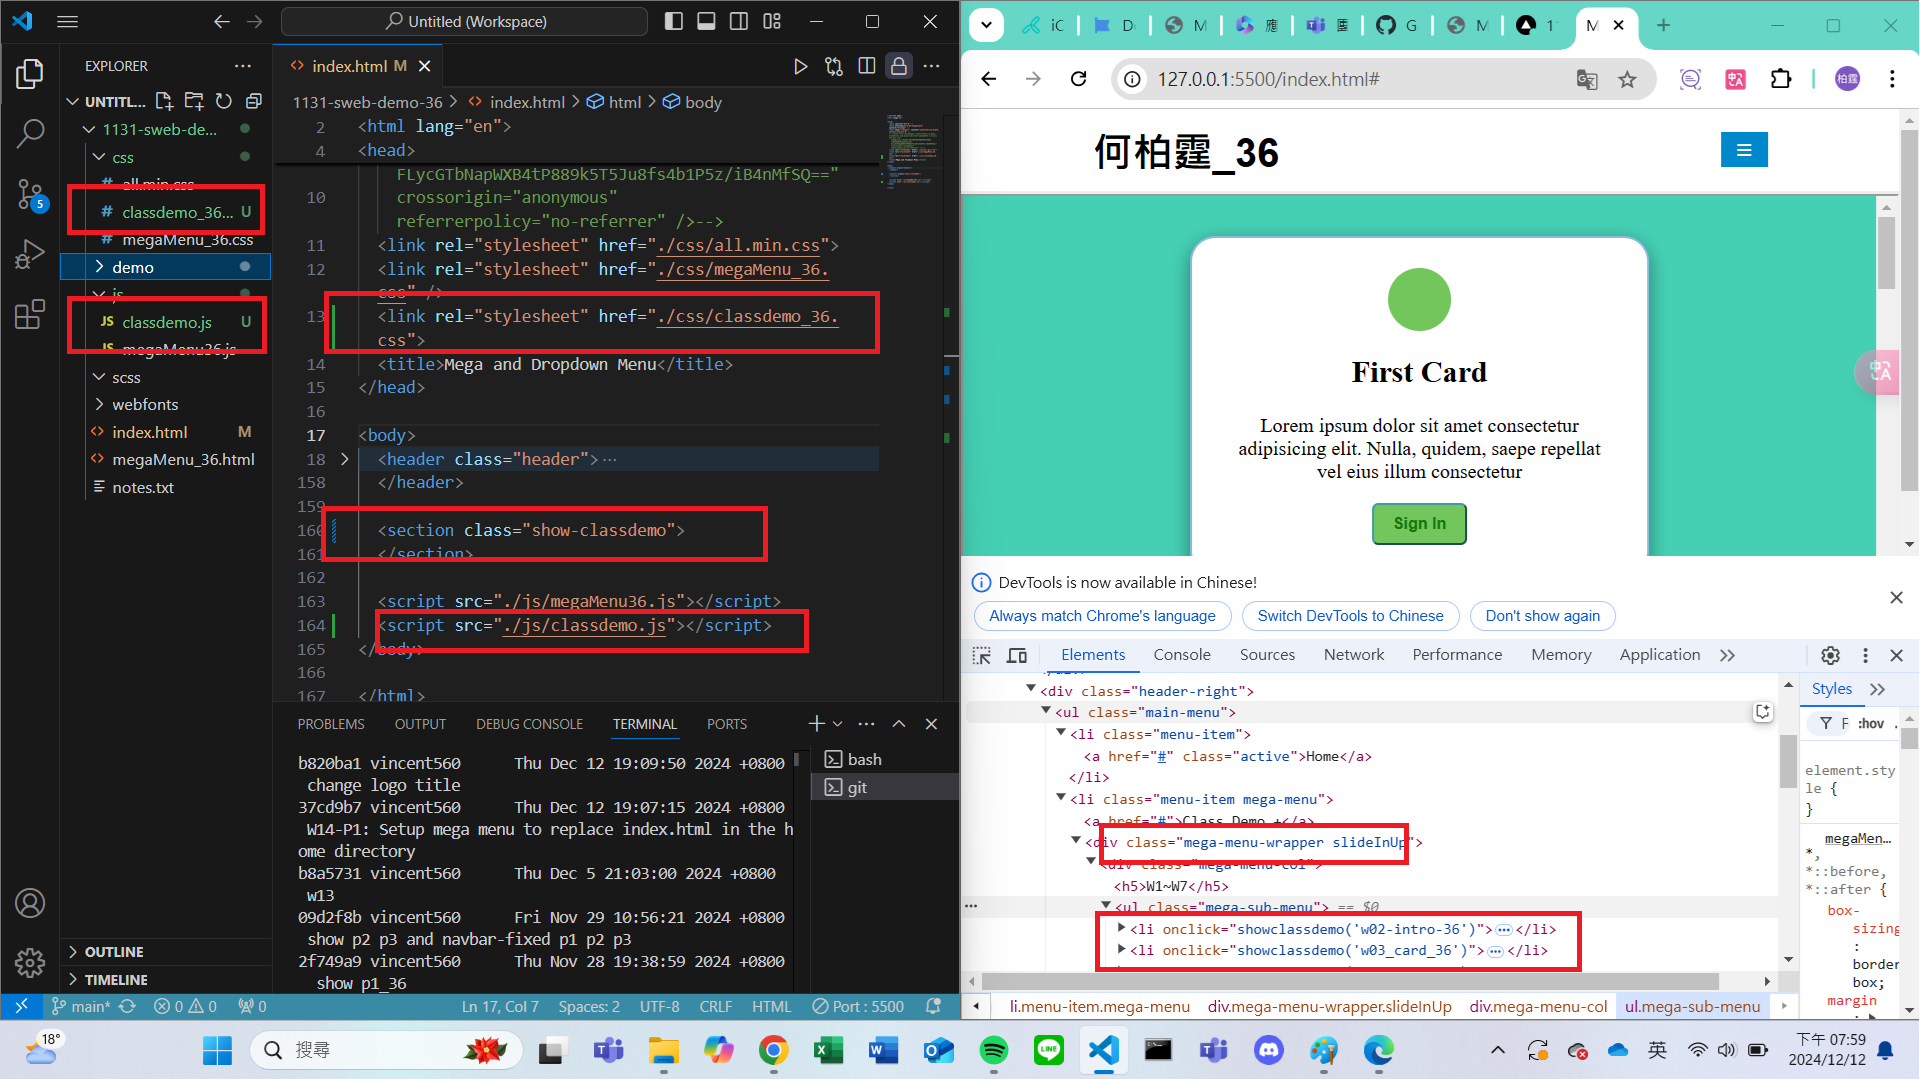 Untitled (Workspace)
EXPLORER
UNTITL...
1131-sweb-de...
css
all.min.css
classdemo_36... U
megaMenu_36.css
demo
js
classdemo.js U
megaMenu36.js
scss
webfonts
index.html M
megaMenu_36.html
notes.txt
OUTLINE
TIMELINE
5
index.html M
1131-sweb-demo-36 > index.html > html > body
2 <html lang="en">
4 <head>
FLycGTbNapWXB4tP889k5T5Ju8fs4b1P5z/iB4nMfSQ=="
10 crossorigin="anonymous"
referrerpolicy="no-referrer" />-->
11 <link rel="stylesheet" href="./css/all.min.css">
12 <link rel="stylesheet" href="./css/megaMenu_36.
css" />
13 <link rel="stylesheet" href="./css/classdemo_36.
css">
14 <title>Mega and Dropdown Menu</title>
15 </head>
16
17 <body>
18 <header class="header">…
158 </header>
159
160 <section class="show-classdemo">
161 </section>
162
163 <script src="./js/megaMenu36.js"></script>
164 <script src="./js/classdemo.js"></script>
165 </body>
166
167 </html>
PROBLEMS OUTPUT DEBUG CONSOLE TERMINAL PORTS
b820ba1 vincent560 Thu Dec 12 19:09:50 2024 +0800
change logo title
37cd9b7 vincent560 Thu Dec 12 19:07:15 2024 +0800
W14-P1: Setup mega menu to replace index.html in the h
ome directory
b8a5731 vincent560 Thu Dec 5 21:03:00 2024 +0800
w13
09d2f8b vincent560 Fri Nov 29 10:56:21 2024 +0800
show p2 p3 and navbar-fixed p1 p2 p3
2f749a9 vincent560 Thu Nov 28 19:38:59 2024 +0800
show p1_36
bash
git
main* 0 0 0 Ln 17, Col 7 Spaces: 2 UTF-8 CRLF HTML Port : 5500
iC D M 應 G M 1 M
127.0.0.1:5500/index.html#
柏霆
何柏霆_36
First Card
Lorem ipsum dolor sit amet consectetur
adipisicing elit. Nulla, quidem, saepe repellat
vel eius illum consectetur
Sign In
DevTools is now available in Chinese!
Always match Chrome's language Switch DevTools to Chinese Don't show again
Elements Console Sources Network Performance Memory Application
<div class="header-right">
<ul class="main-menu">
<li class="menu-item">
<a href="#" class="active">Home</a>
</li>
<li class="menu-item mega-menu">
<a href="#">Class Demo +</a>
<div class="mega-menu-wrapper slideInUp">
<div class="mega-menu-col">
<h5>W1~W7</h5>
<ul class="mega-sub-menu"> == $0
<li onclick="showclassdemo('w02-intro-36')">…</li>
<li onclick="showclassdemo('w03_card_36')">…</li>
li.menu-item.mega-menu div.mega-menu-wrapper.slideInUp div.mega-menu-col ul.mega-sub-menu
Styles
F :hov .
element.sty
le {
}
megaMen...
*,
*::before,
*::after {
box-
sizing
:
border
box;
margin
:
18°
搜尋
英
下午 07:59
2024/12/12